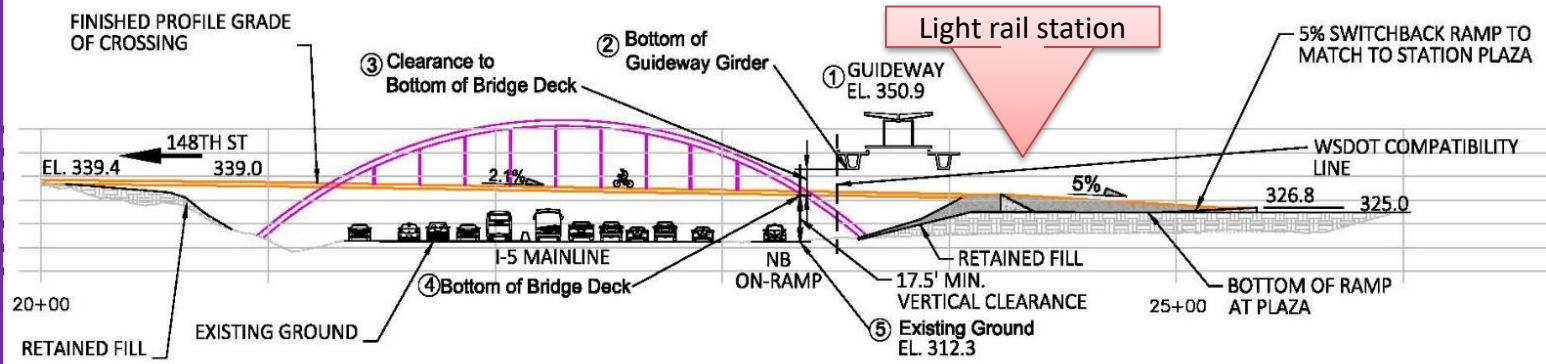 FINISHED PROFILE GRADE
OF CROSSING
③ Clearance to
Bottom of Bridge Deck
② Bottom of
Guideway Girder
Light rail station
① GUIDEWAY
EL. 350.9
5% SWITCHBACK RAMP TO
MATCH TO STATION PLAZA
WSDOT COMPATIBILITY
LINE
148TH ST
EL. 339.4
339.0
2.1%
5%
326.8
325.0
I-5 MAINLINE
NB
ON-RAMP
④ Bottom of Bridge Deck
RETAINED FILL
17.5' MIN.
VERTICAL CLEARANCE
BOTTOM OF RAMP
AT PLAZA
20+00
25+00
EXISTING GROUND
RETAINED FILL
⑤ Existing Ground
EL. 312.3